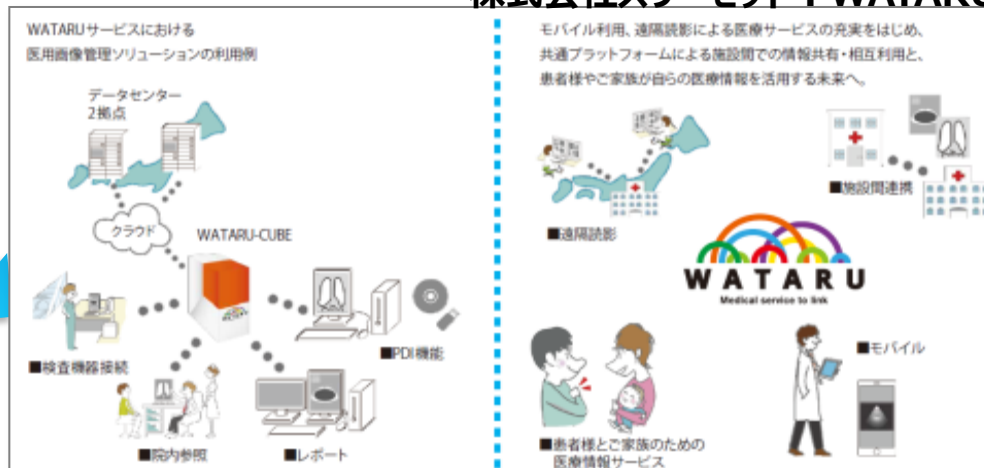 WATARUサービスにおける
医用画像管理ソリューションの利用例
データセンター
2拠点
クラウド
WATARU-CUBE
■検査機器接続
■PDI機能
■院内参照
■レポート
モバイル利用、遠隔読影による医療サービスの充実をはじめ、
共通プラットフォームによる施設間での情報共有・相互利用と、
患者様やご家族が自らの医療情報を活用する未来へ。
■遠隔読影
■施設間連携
WATARU
Medical service to link
■モバイル
■患者様とご家族のための
医療情報サービス